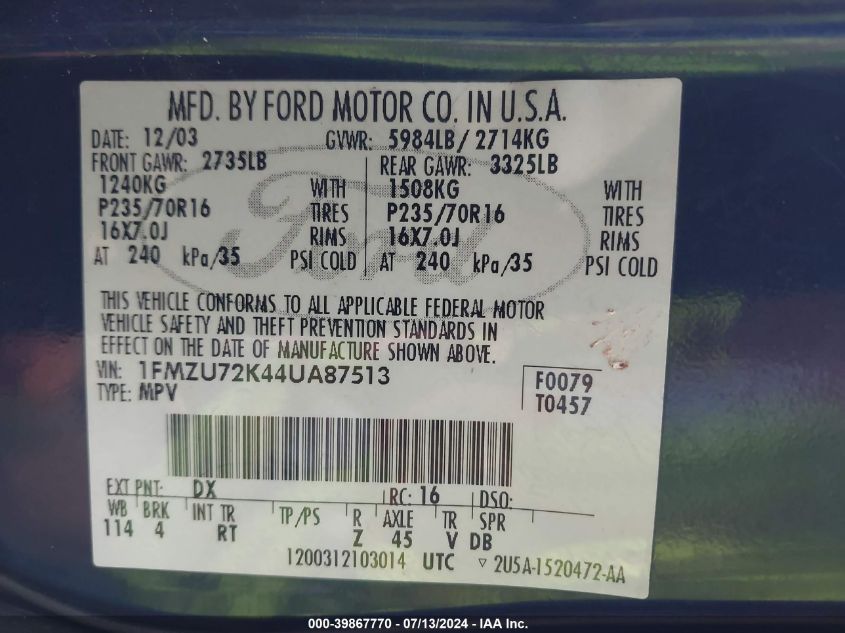 MFD. BY FORD MOTOR CO. IN U.S.A.
DATE: 12/03 GVWR: 5984LB/ 2714KG
FRONT GAWR: 2735LB REAR GAWR: 3325LB
1240KG WITH 1508KG WITH
P235/70R16 TIRES P235/70R16 TIRES
16X7.0J RIMS 16X7.0J RIMS
AT 240 kPa/35 PSI COLD AT 240 kPa/35 PSI COLD
Ford
THIS VEHICLE CONFORMS TO ALL APPLICABLE FEDERAL MOTOR
VEHICLE SAFETY AND THEFT PREVENTION STANDARDS IN
EFFECT ON THE DATE OF MANUFACTURE SHOWN ABOVE.
VIN: 1FMZU72K44UA87513 F0079
TYPE: MPV T0457
EXT PNT: DX RC: 16 DSO:
WB BRK INT TR TP/PS R AXLE TR SPR
114 4 RT Z 45 V DB
1200312103014 UTC ▽ 2U5A-1520472-AA
000-39867770 - 07/13/2024 - IAA Inc.